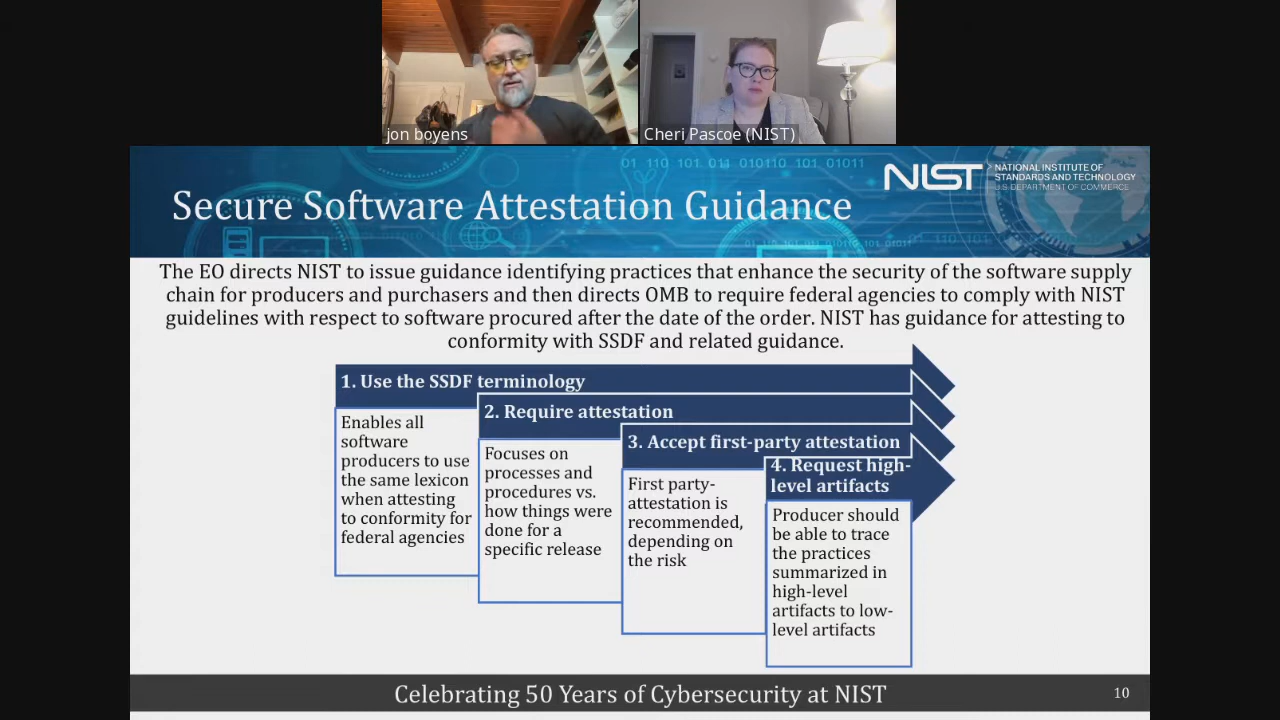 jon boyens
Cheri Pascoe (NIST)
01 110 101 011 010110 101 01011
NIST
NATIONAL INSTITUTE OF
STANDARDS AND TECHNOLOGY
U.S. DEPARTMENT OF COMMERCE
Secure Software Attestation Guidance
The EO directs NIST to issue guidance identifying practices that enhance the security of the software supply
chain for producers and purchasers and then directs OMB to require federal agencies to comply with NIST
guidelines with respect to software procured after the date of the order. NIST has guidance for attesting to
conformity with SSDF and related guidance.
1. Use the SSDF terminology
Enables all
software
producers to use
the same lexicon
when attesting
to conformity for
federal agencies
2. Require attestation
Focuses on
processes and
procedures vs.
how things were
done for a
specific release
3. Accept first-party attestation
First party-
attestation is
recommended,
depending on
the risk
4. Request high-
level artifacts
Producer should
be able to trace
the practices
summarized in
high-level
artifacts to low-
level artifacts
Celebrating 50 Years of Cybersecurity at NIST
10